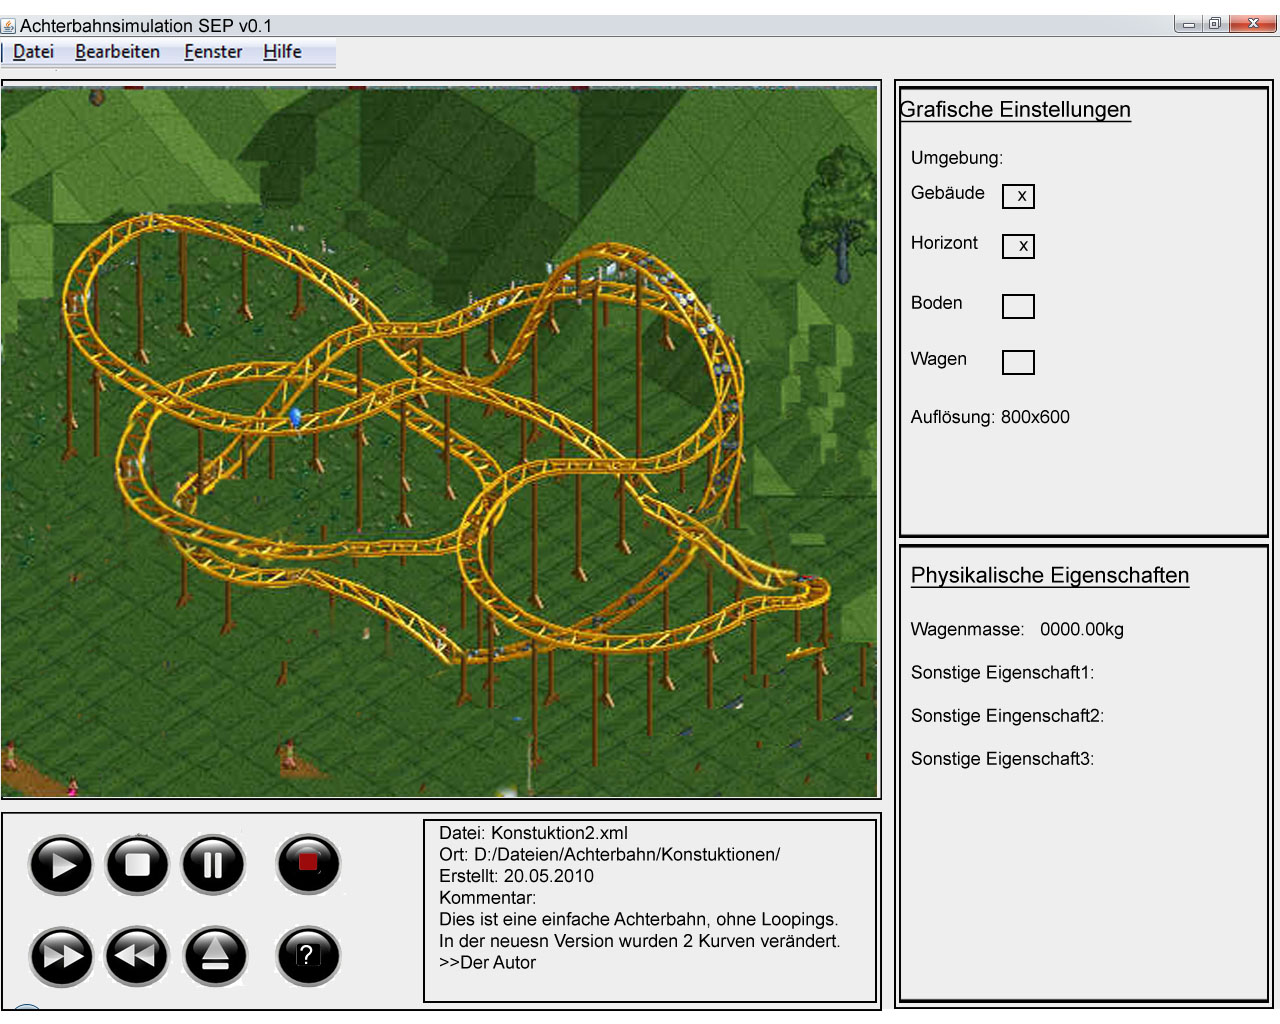 Achterbahnsimulation SEP v0.1
Datei Bearbeiten Fenster Hilfe
Grafische Einstellungen
Umgebung:
Gebäude x
Horizont x
Boden
Wagen
Auflösung: 800x600
Physikalische Eigenschaften
Wagenmasse: 0000.00kg
Sonstige Eigenschaft1:
Sonstige Eingenschaft2:
Sonstige Eigenschaft3:
?
Datei: Konstuktion2.xml
Ort: D:/Dateien/Achterbahn/Konstuktionen/
Erstellt: 20.05.2010
Kommentar:
Dies ist eine einfache Achterbahn, ohne Loopings.
In der neuesn Version wurden 2 Kurven verändert.
>>Der Autor